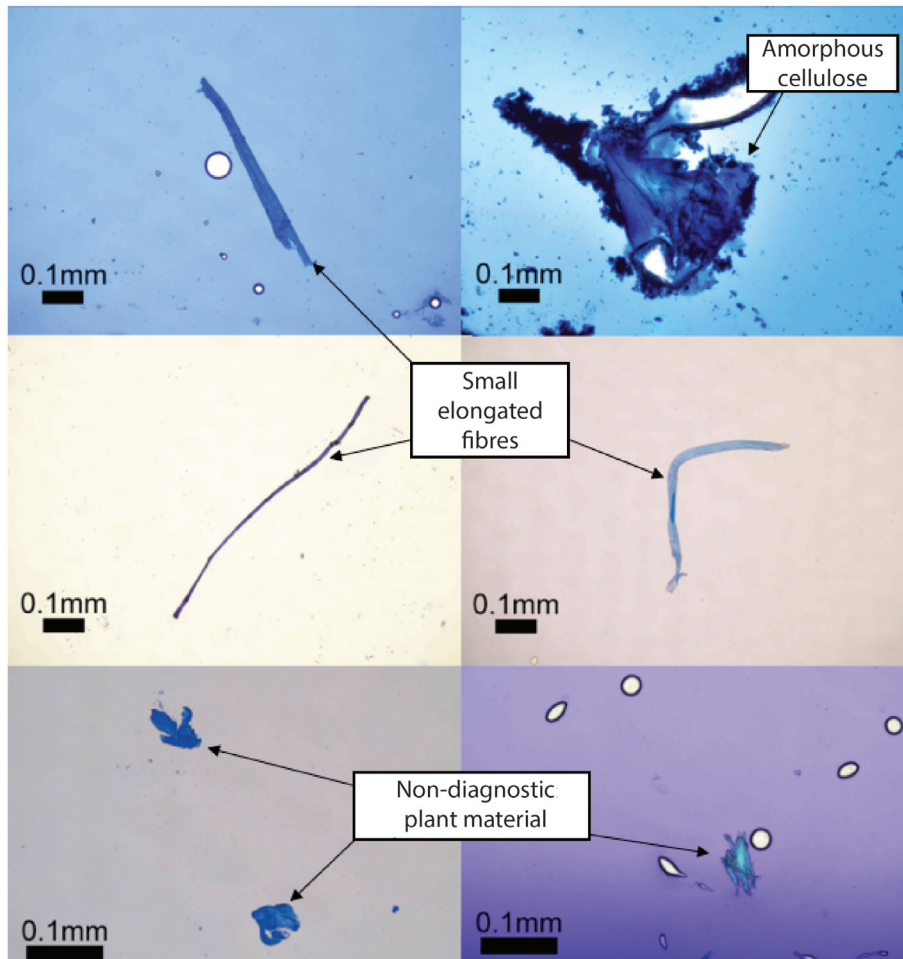 Amorphous
cellulose
0.1mm
0.1mm
Small
elongated
fibres
0.1mm
0.1mm
Non-diagnostic
plant material
0.1mm
0.1mm